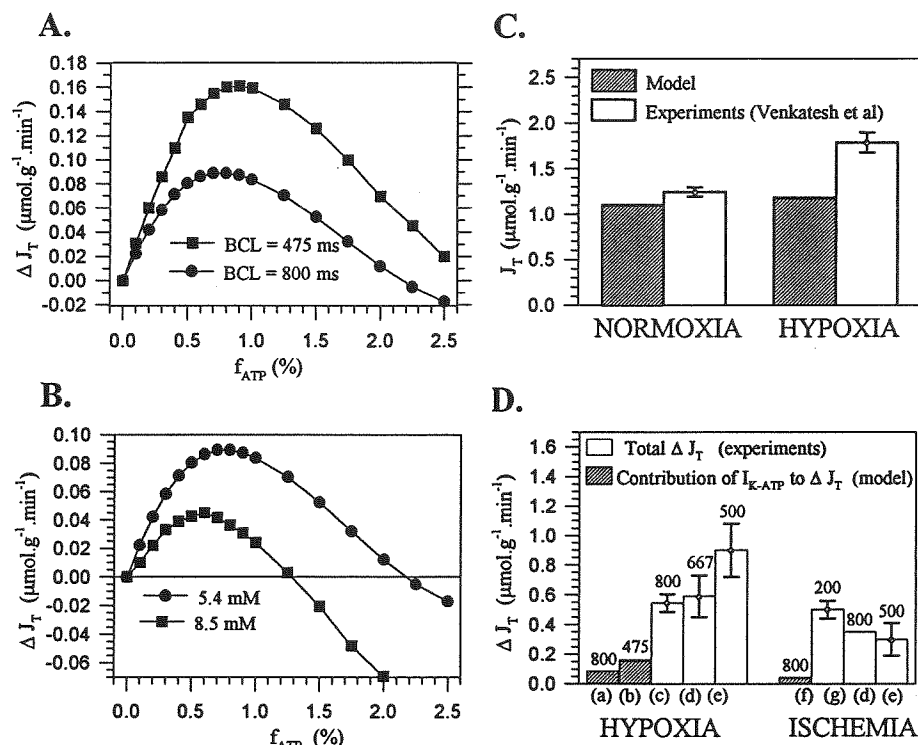 A.
Δ J_T (µmol.g⁻¹.min⁻¹)
0.16
0.14
0.12
0.10
0.08
0.06
0.04
0.02
0.00
-0.02
BCL = 475 ms
BCL = 800 ms
0.0 0.5 1.0 1.5 2.0 2.5
f_ATP (%)
B.
Δ J_T (µmol.g⁻¹.min⁻¹)
0.10
0.08
0.06
0.04
0.02
0.00
-0.02
-0.04
-0.06
5.4 mM
8.5 mM
0.0 0.5 1.0 1.5 2.0 2.5
f_ATP (%)
C.
J_T (µmol.g⁻¹.min⁻¹)
2.5
2.0
1.5
1.0
0.5
0.0
Model
Experiments (Venkatesh et al)
NORMOXIA HYPOXIA
D.
Δ J_T (µmol.g⁻¹.min⁻¹)
1.6
1.4
1.2
1.0
0.8
0.6
0.4
0.2
0.0
Total Δ J_T (experiments)
Contribution of I_K-ATP to Δ J_T (model)
800 475 800 667 500 800 200 800 500
(a) (b) (c) (d) (e) (f) (g) (d) (e)
HYPOXIA ISCHEMIA